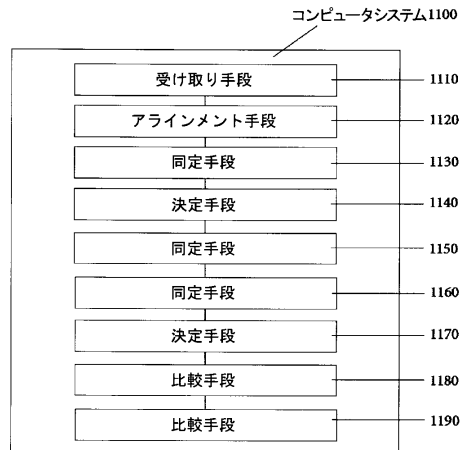 コンピュータシステム1100
受け取り手段 1110
アラインメント手段 1120
同定手段 1130
決定手段 1140
同定手段 1150
同定手段 1160
決定手段 1170
比較手段 1180
比較手段 1190